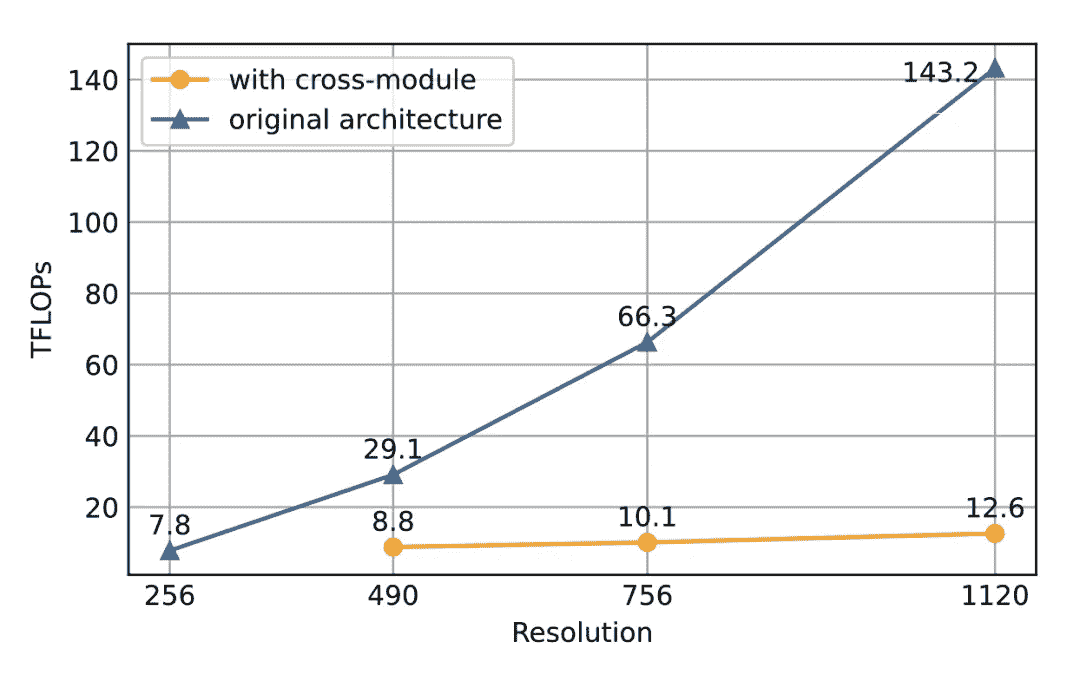 with cross-module
original architecture
TFLOPs
140
120
100
80
60
40
20
143.2
66.3
29.1
7.8
8.8
10.1
12.6
256 490 756 1120
Resolution